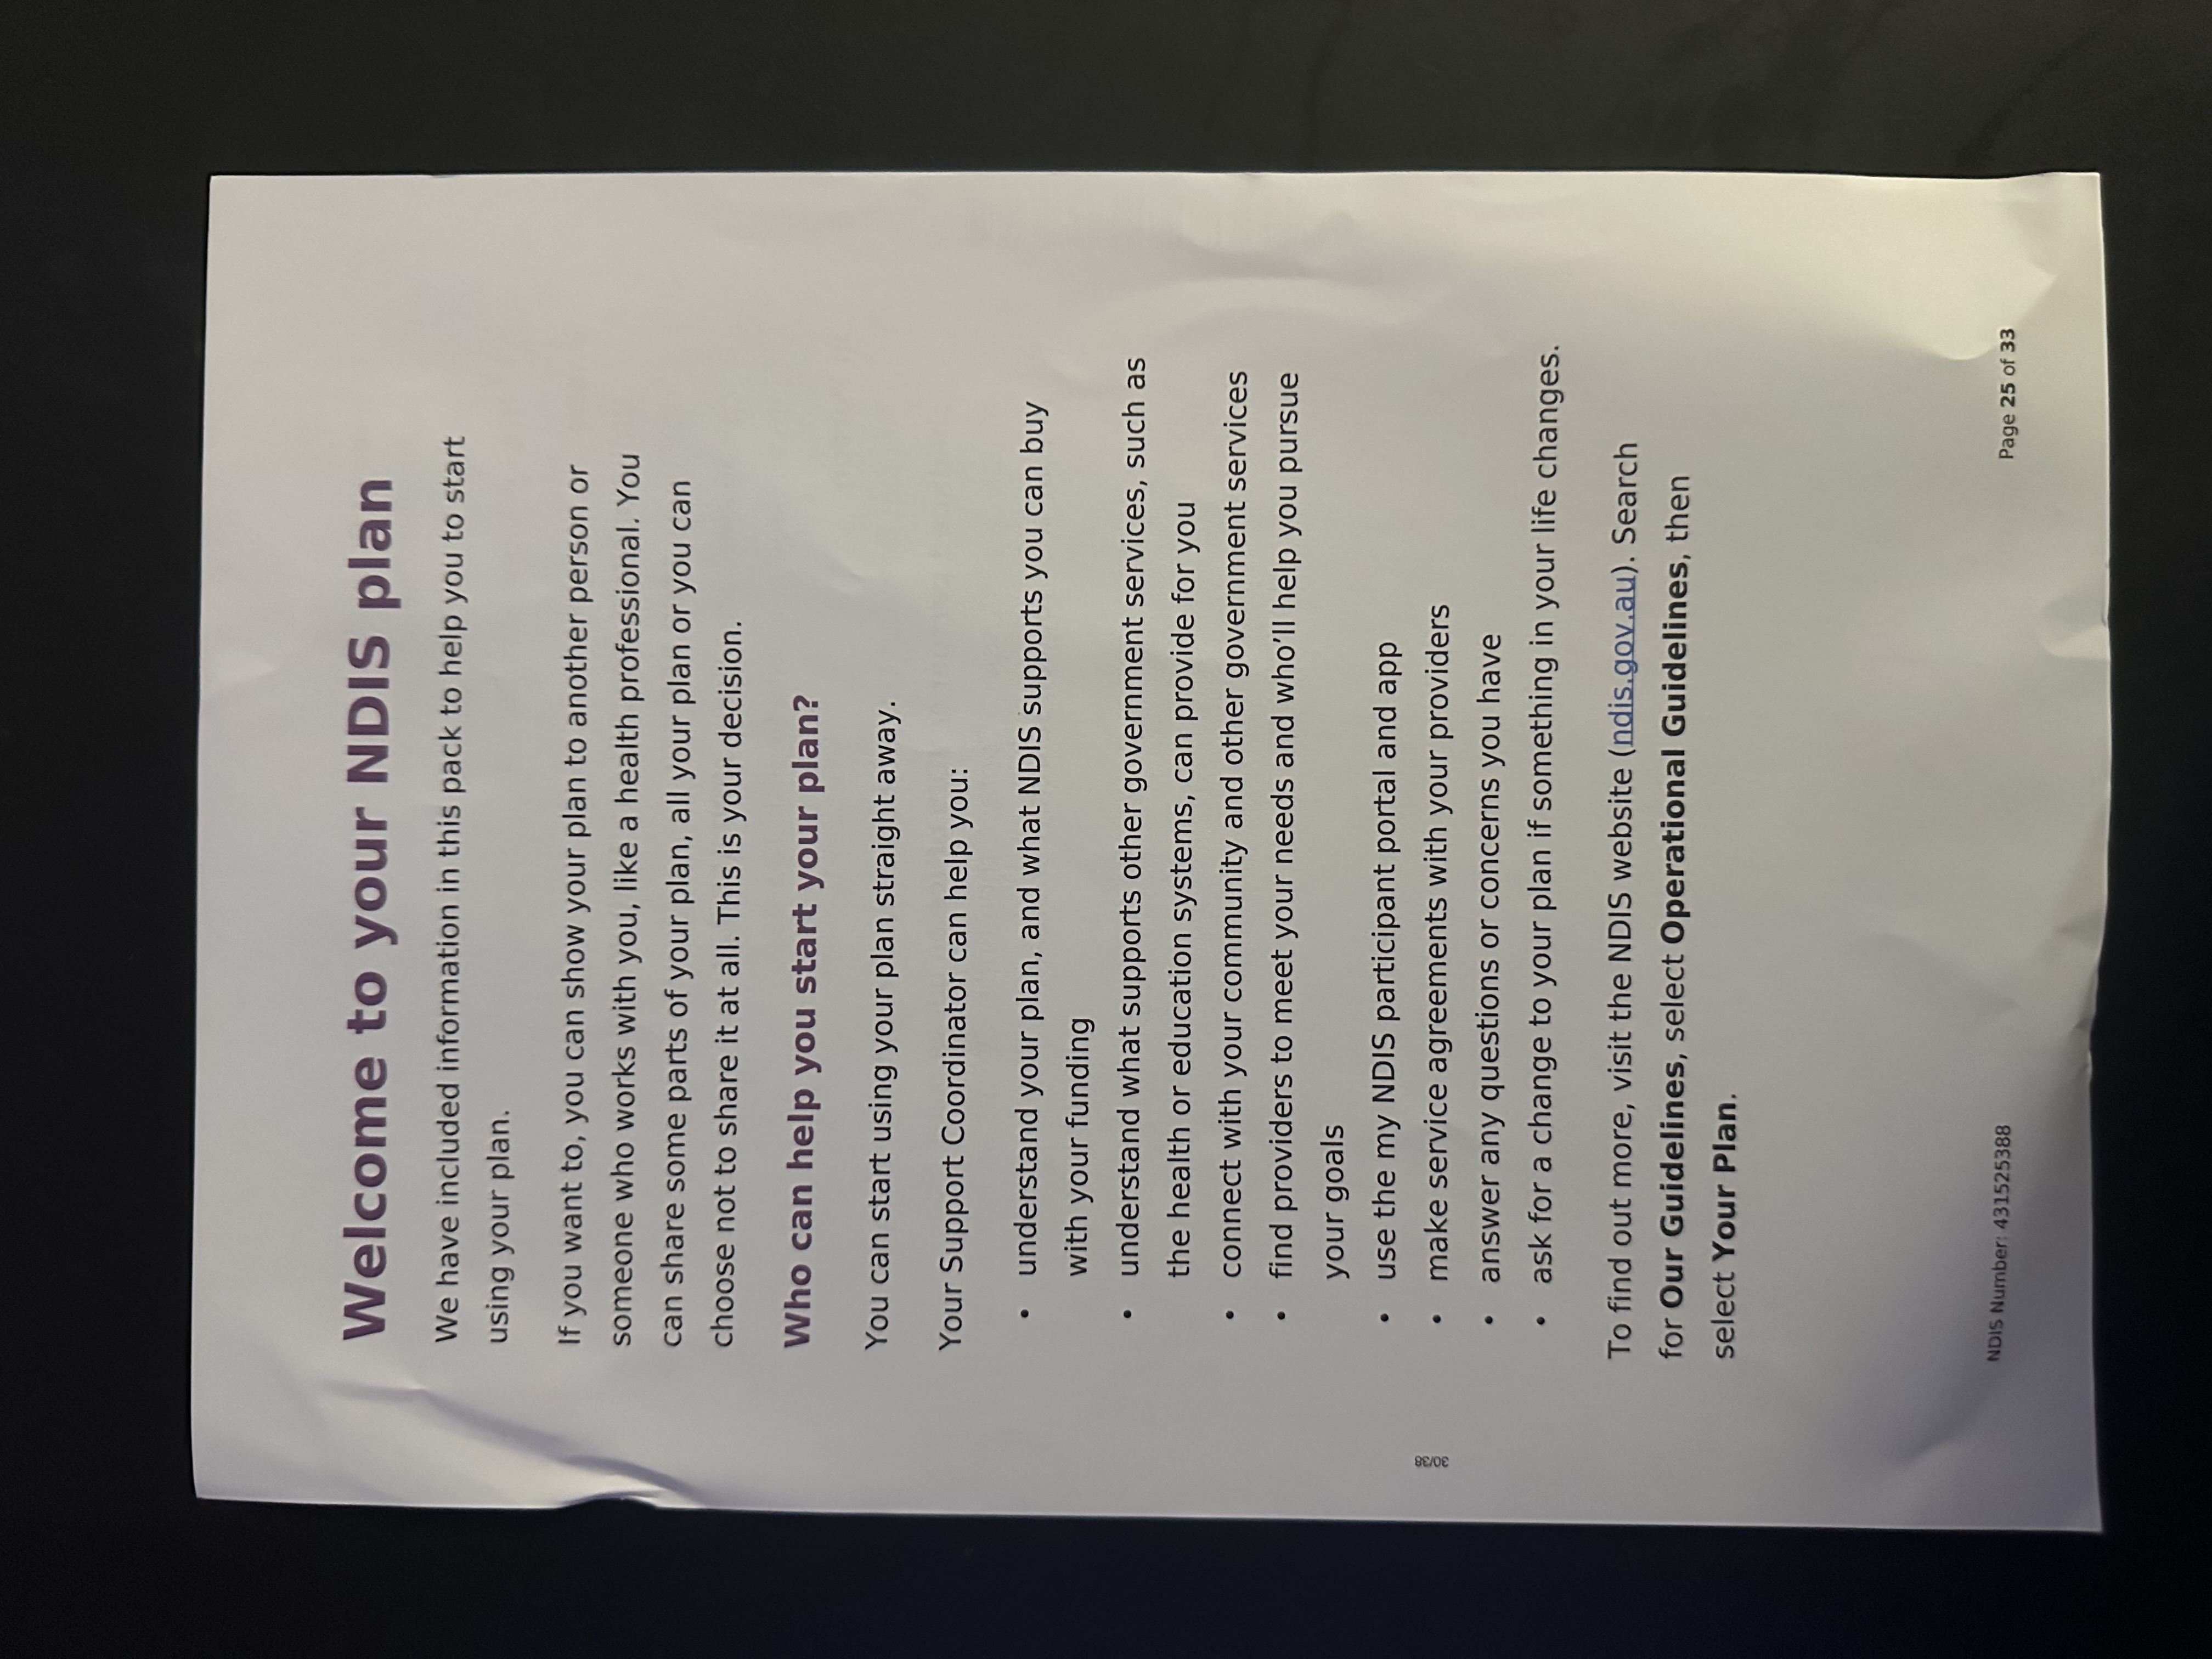 Welcome to your NDIS plan
We have included information in this pack to help you to start
using your plan.
If you want to, you can show your plan to another person or
someone who works with you, like a health professional. You
can share some parts of your plan, all your plan or you can
choose not to share it at all. This is your decision.
Who can help you start your plan?
You can start using your plan straight away.
Your Support Coordinator can help you:
• understand your plan, and what NDIS supports you can buy
with your funding
• understand what supports other government services, such as
the health or education systems, can provide for you
• connect with your community and other government services
• find providers to meet your needs and who’ll help you pursue
your goals
• use the my NDIS participant portal and app
• make service agreements with your providers
• answer any questions or concerns you have
• ask for a change to your plan if something in your life changes.
To find out more, visit the NDIS website (ndis.gov.au). Search
for Our Guidelines, select Operational Guidelines, then
select Your Plan.
30/38
NDIS Number: 431525388
Page 25 of 33